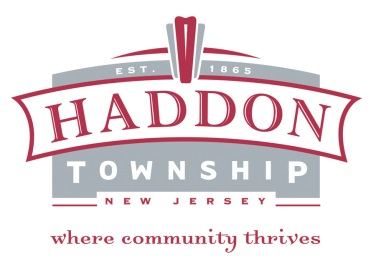 EST. 1865
HADDON
TOWNSHIP
NEW JERSEY
where community thrives